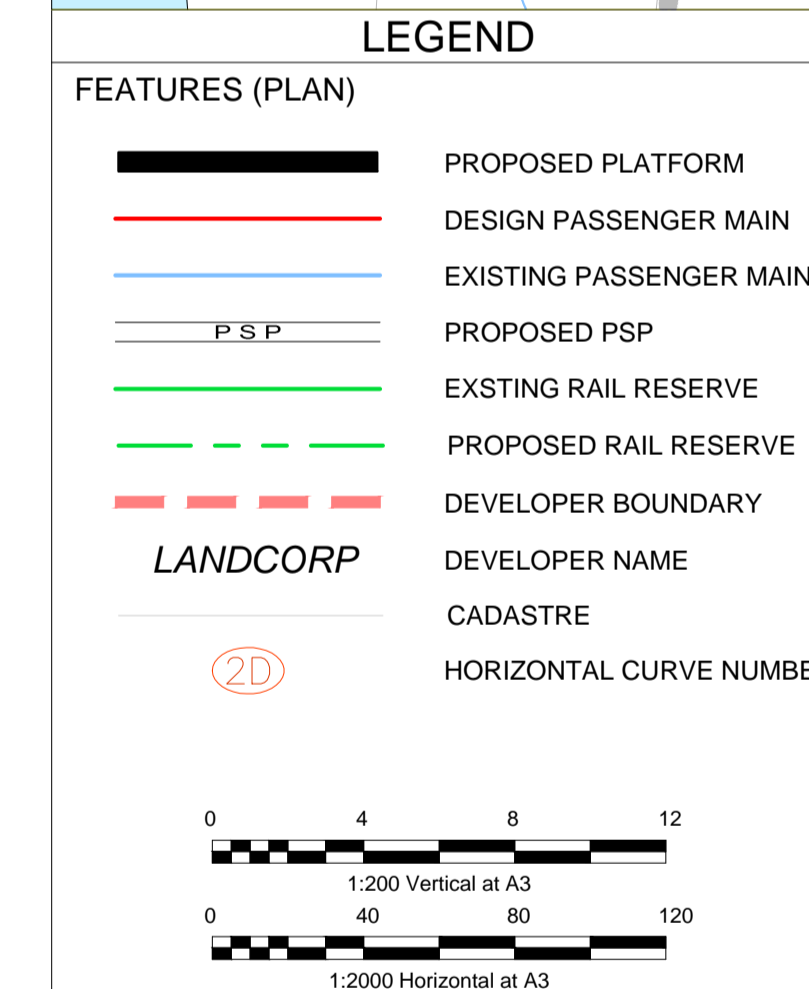 LEGEND
FEATURES (PLAN)
PROPOSED PLATFORM
DESIGN PASSENGER MAIN
EXISTING PASSENGER MAIN
P S P PROPOSED PSP
EXSTING RAIL RESERVE
PROPOSED RAIL RESERVE
DEVELOPER BOUNDARY
LANDCORP DEVELOPER NAME
CADASTRE
2D HORIZONTAL CURVE NUMBE
0 4 8 12
1:200 Vertical at A3
0 40 80 120
1:2000 Horizontal at A3